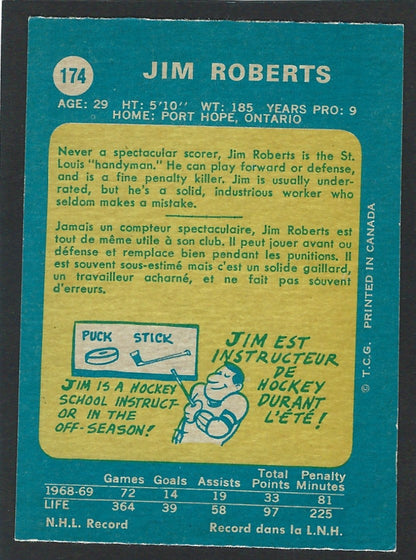 174
JIM ROBERTS
AGE: 29 HT: 5'10" WT: 185 YEARS PRO: 9
HOME: PORT HOPE, ONTARIO
Never a spectacular scorer, Jim Roberts is the St.
Louis "handyman." He can play forward or defense,
and is a fine penalty killer. Jim is usually under-
rated, but he's a solid, industrious worker who
seldom makes a mistake.
Jamais un compteur spectaculaire, Jim Roberts est
tout de même utile à son club. Il peut jouer avant ou
défense et remplace bien pendant les punitions. Il
est souvent sous-estimé mais c'est un solide gaillard,
un travailleur acharné, et ne fait pas souvent
d'erreurs.
PUCK STICK
JIM IS A HOCKEY
SCHOOL INSTRUCT-
OR IN THE
OFF-SEASON!
JIM EST
INSTRUCTEUR
DE
HOCKEY
DURANT
L'ÉTÉ!
© T.C.G. PRINTED IN CANADA
Games Goals Assists Total Points Penalty Minutes
1968-69 72 14 19 33 81
LIFE 364 39 58 97 225
N.H.L. Record Record dans la L.N.H.